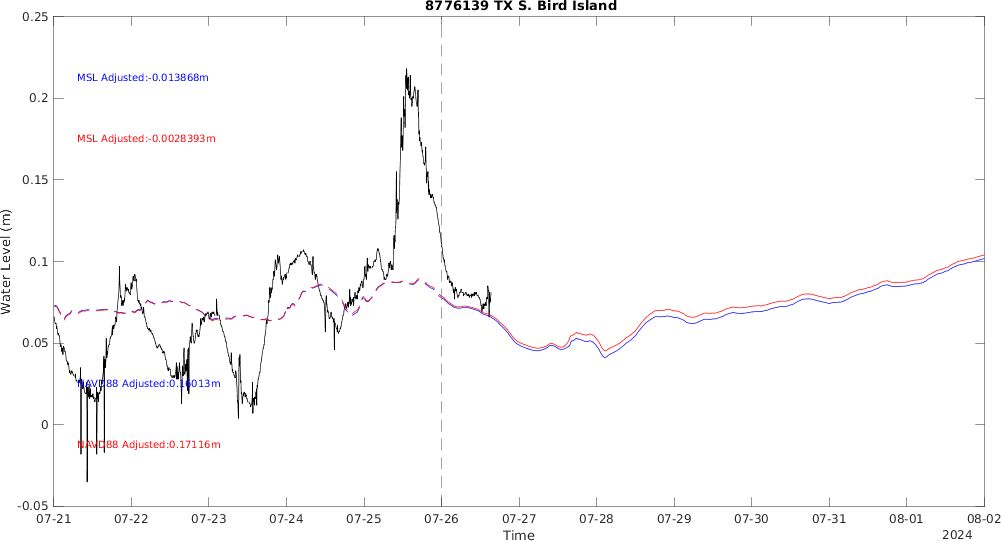 8776139 TX S. Bird Island
0.25
0.2
0.15
0.1
0.05
0
-0.05
Water Level (m)
MSL Adjusted:-0.013868m
MSL Adjusted:-0.0028393m
NAVD88 Adjusted:0.16013m
NAVD88 Adjusted:0.17116m
07-21 07-22 07-23 07-24 07-25 07-26 07-27 07-28 07-29 07-30 07-31 08-01 08-02
Time
2024